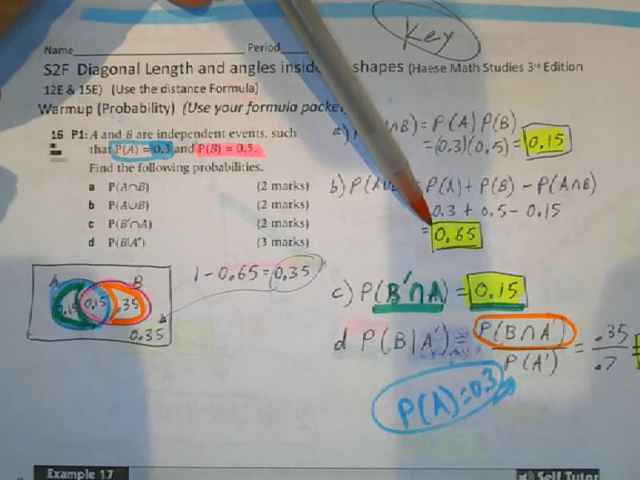 Key
Name Period
S2F Diagonal Length and angles insid shapes (Haese Math Studies 3rd Edition
12E & 15E) (Use the distance Formula)
Warmup (Probability) (Use your formula packe
16 P1: A and B are independent events, such
that P(A) = 0.3 and P(B) = 0.5.
Find the following probabilities.
a P(A∩B) (2 marks)
b P(A∪B) (2 marks)
c P(B'∩A) (2 marks)
d P(B|A') (3 marks)
a) ∩B) = P(A) P(B)
= (0.3)(0.5) = 0.15
b) P(A∪ P(A) + P(B) - P(A∩B)
0.3 + 0.5 - 0.15
= 0.65
A B
0.15 0.15 .35
0.35
1 - 0.65 = 0.35
c) P(B'∩A) = 0.15
d P(B|A') = P(B∩A') / P(A') = .35 / .7 =
P(A) = 0.3
Example 17 Self Tutor